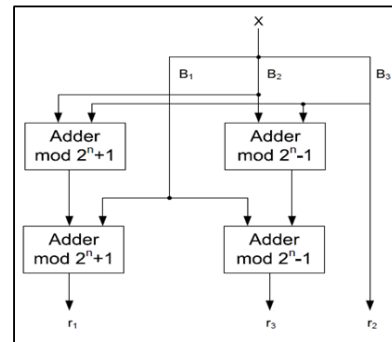 X
B₁ B₂ B₃
Adder
mod 2ⁿ+1
Adder
mod 2ⁿ-1
Adder
mod 2ⁿ+1
Adder
mod 2ⁿ-1
r₁ r₃ r₂